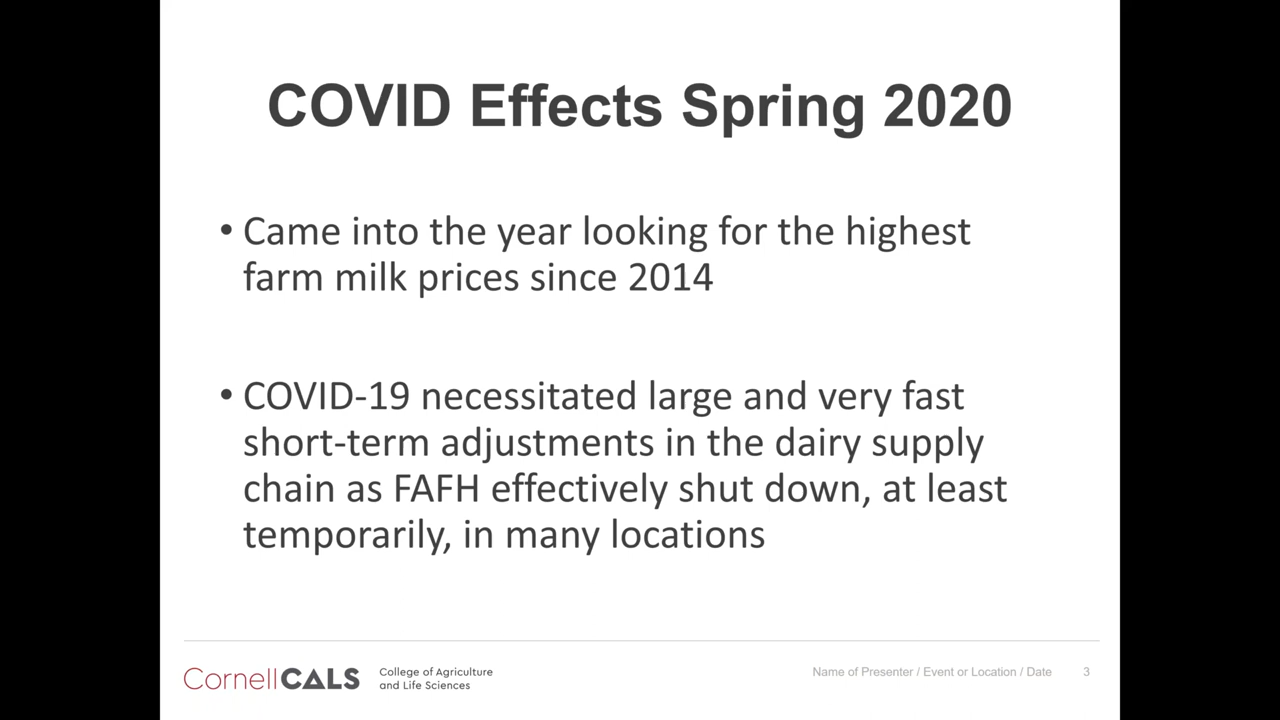 COVID Effects Spring 2020
• Came into the year looking for the highest
farm milk prices since 2014
• COVID-19 necessitated large and very fast
short-term adjustments in the dairy supply
chain as FAFH effectively shut down, at least
temporarily, in many locations
CornellCALS
College of Agriculture
and Life Sciences
Name of Presenter / Event or Location / Date 3